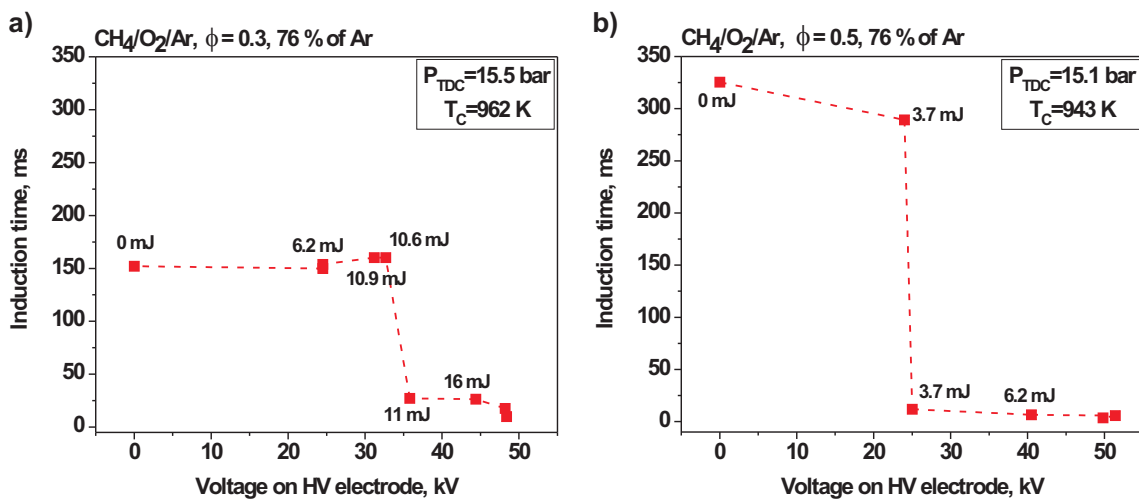 a)
CH4/O2/Ar, ϕ = 0.3, 76 % of Ar
PTDC=15.5 bar
TC=962 K
350
300
250
200
150
100
50
0
Induction time, ms
0 mJ
6.2 mJ
10.6 mJ
10.9 mJ
11 mJ
16 mJ
0 10 20 30 40 50
Voltage on HV electrode, kV
b)
CH4/O2/Ar, ϕ = 0.5, 76 % of Ar
PTDC=15.1 bar
TC=943 K
350
300
250
200
150
100
50
0
Induction time, ms
0 mJ
3.7 mJ
3.7 mJ
6.2 mJ
0 10 20 30 40 50
Voltage on HV electrode, kV